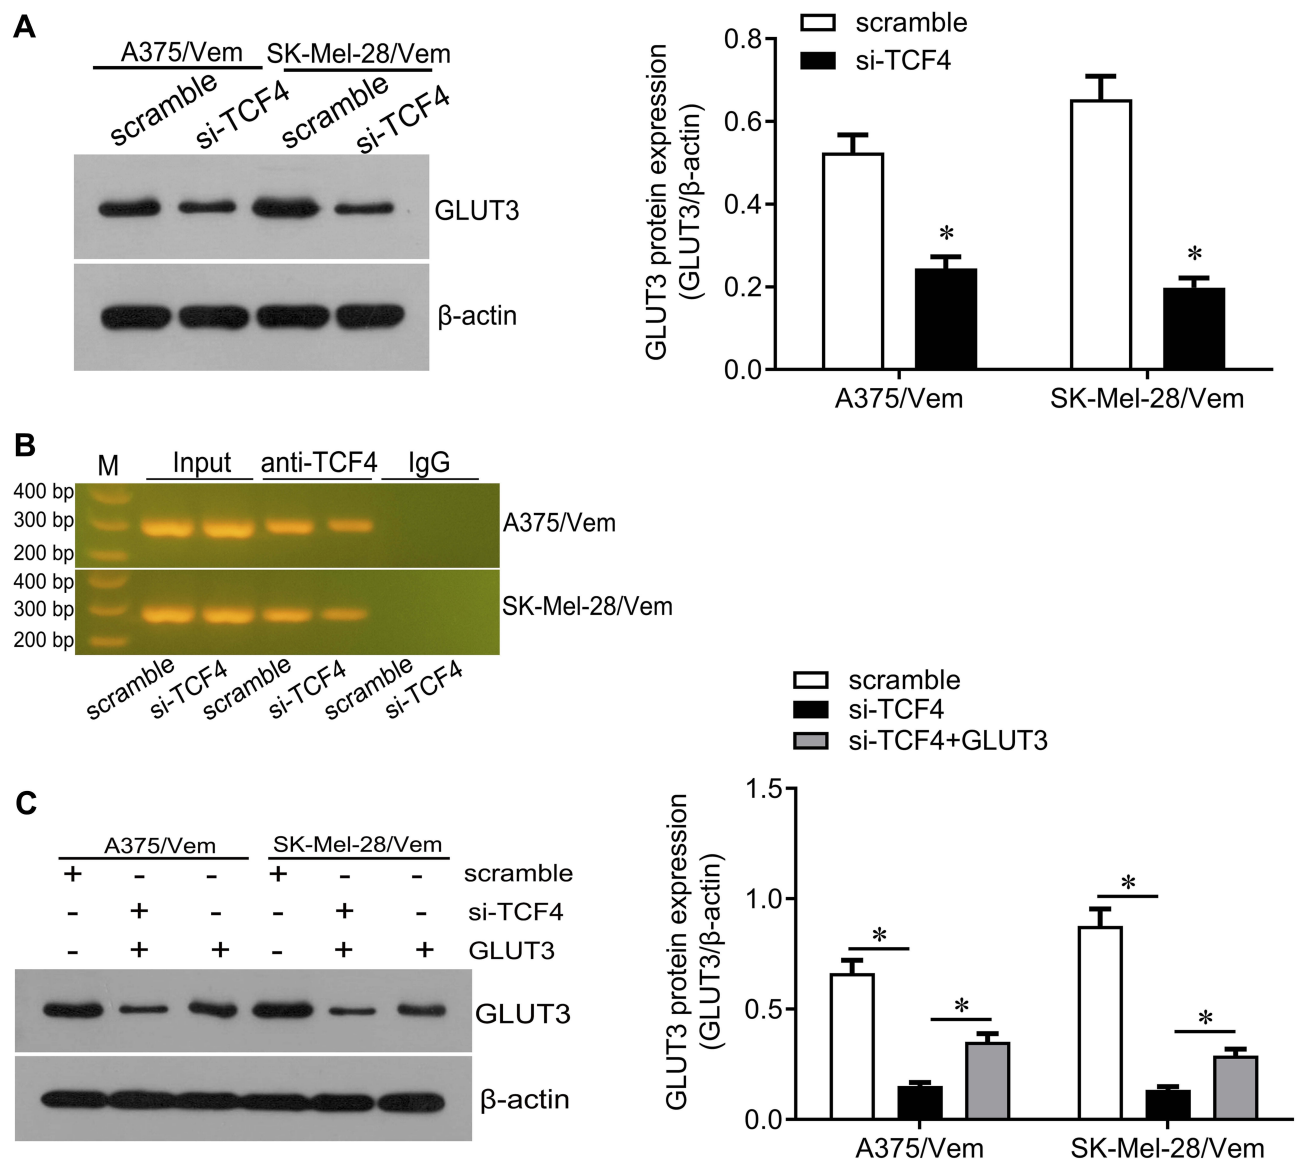 A
A375/Vem SK-Mel-28/Vem
scramble si-TCF4 scramble si-TCF4
GLUT3
β-actin
scramble
si-TCF4
GLUT3 protein expression
(GLUT3/β-actin)
0.8
0.6
0.4
0.2
0.0
* *
A375/Vem SK-Mel-28/Vem
B
M Input anti-TCF4 IgG
400 bp
300 bp
200 bp
A375/Vem
400 bp
300 bp
200 bp
SK-Mel-28/Vem
scramble si-TCF4 scramble si-TCF4 scramble si-TCF4
C
A375/Vem SK-Mel-28/Vem
+ - - + - - scramble
- + - - + - si-TCF4
- + + - + + GLUT3
GLUT3
β-actin
scramble
si-TCF4
si-TCF4+GLUT3
GLUT3 protein expression
(GLUT3/β-actin)
1.5
1.0
0.5
0.0
* * * *
A375/Vem SK-Mel-28/Vem